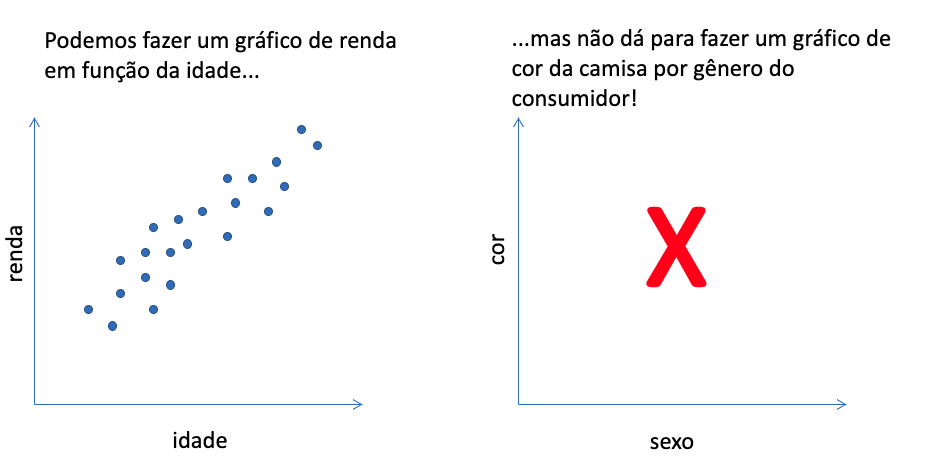 Podemos fazer um gráfico de renda
em função da idade...
renda
idade
...mas não dá para fazer um gráfico de
cor da camisa por gênero do
consumidor!
cor
X
sexo